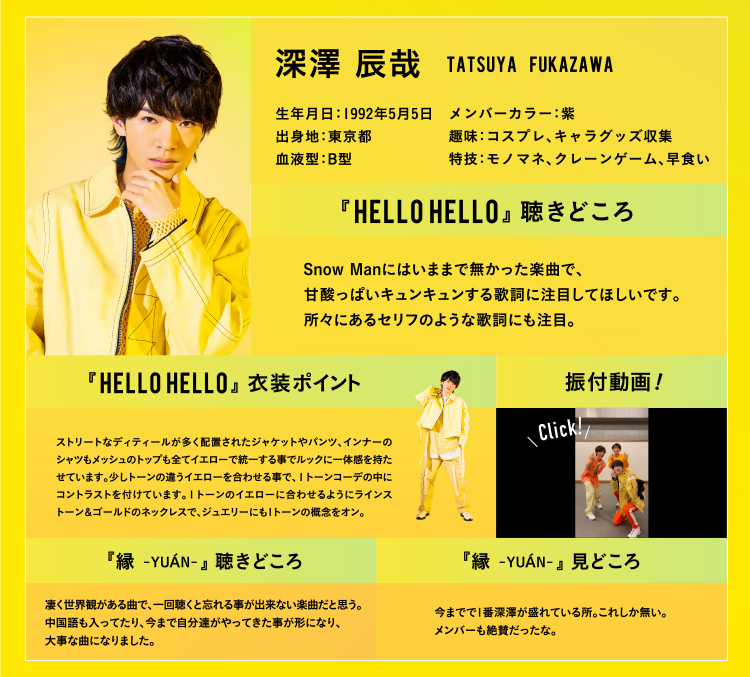 深澤 辰哉 TATSUYA FUKAZAWA
生年月日：1992年5月5日 メンバーカラー：紫
出身地：東京都 趣味：コスプレ、キャラグッズ収集
血液型：B型 特技：モノマネ、クレーンゲーム、早食い
『HELLO HELLO』聴きどころ
Snow Manにはいままで無かった楽曲で、
甘酸っぱいキュンキュンする歌詞に注目してほしいです。
所々にあるセリフのような歌詞にも注目。
『HELLO HELLO』衣装ポイント
ストリートなディティールが多く配置されたジャケットやパンツ、インナーの
シャツもメッシュのトップも全てイエローで統一する事でルックに一体感を持た
せています。少しトーンの違うイエローを合わせる事で、1トーンコーデの中に
コントラストを付けています。1トーンのイエローに合わせるようにラインス
トーン&ゴールドのネックレスで、ジュエリーにも1トーンの概念をオン。
振付動画！
Click!
『縁 -YUÁN-』聴きどころ
凄く世界観がある曲で、一回聴くと忘れる事が出来ない楽曲だと思う。
中国語も入ってたり、今まで自分達がやってきた事が形になり、
大事な曲になりました。
『縁 -YUÁN-』見どころ
今までで1番深澤が盛れている所。これしか無い。
メンバーも絶賛だったな。